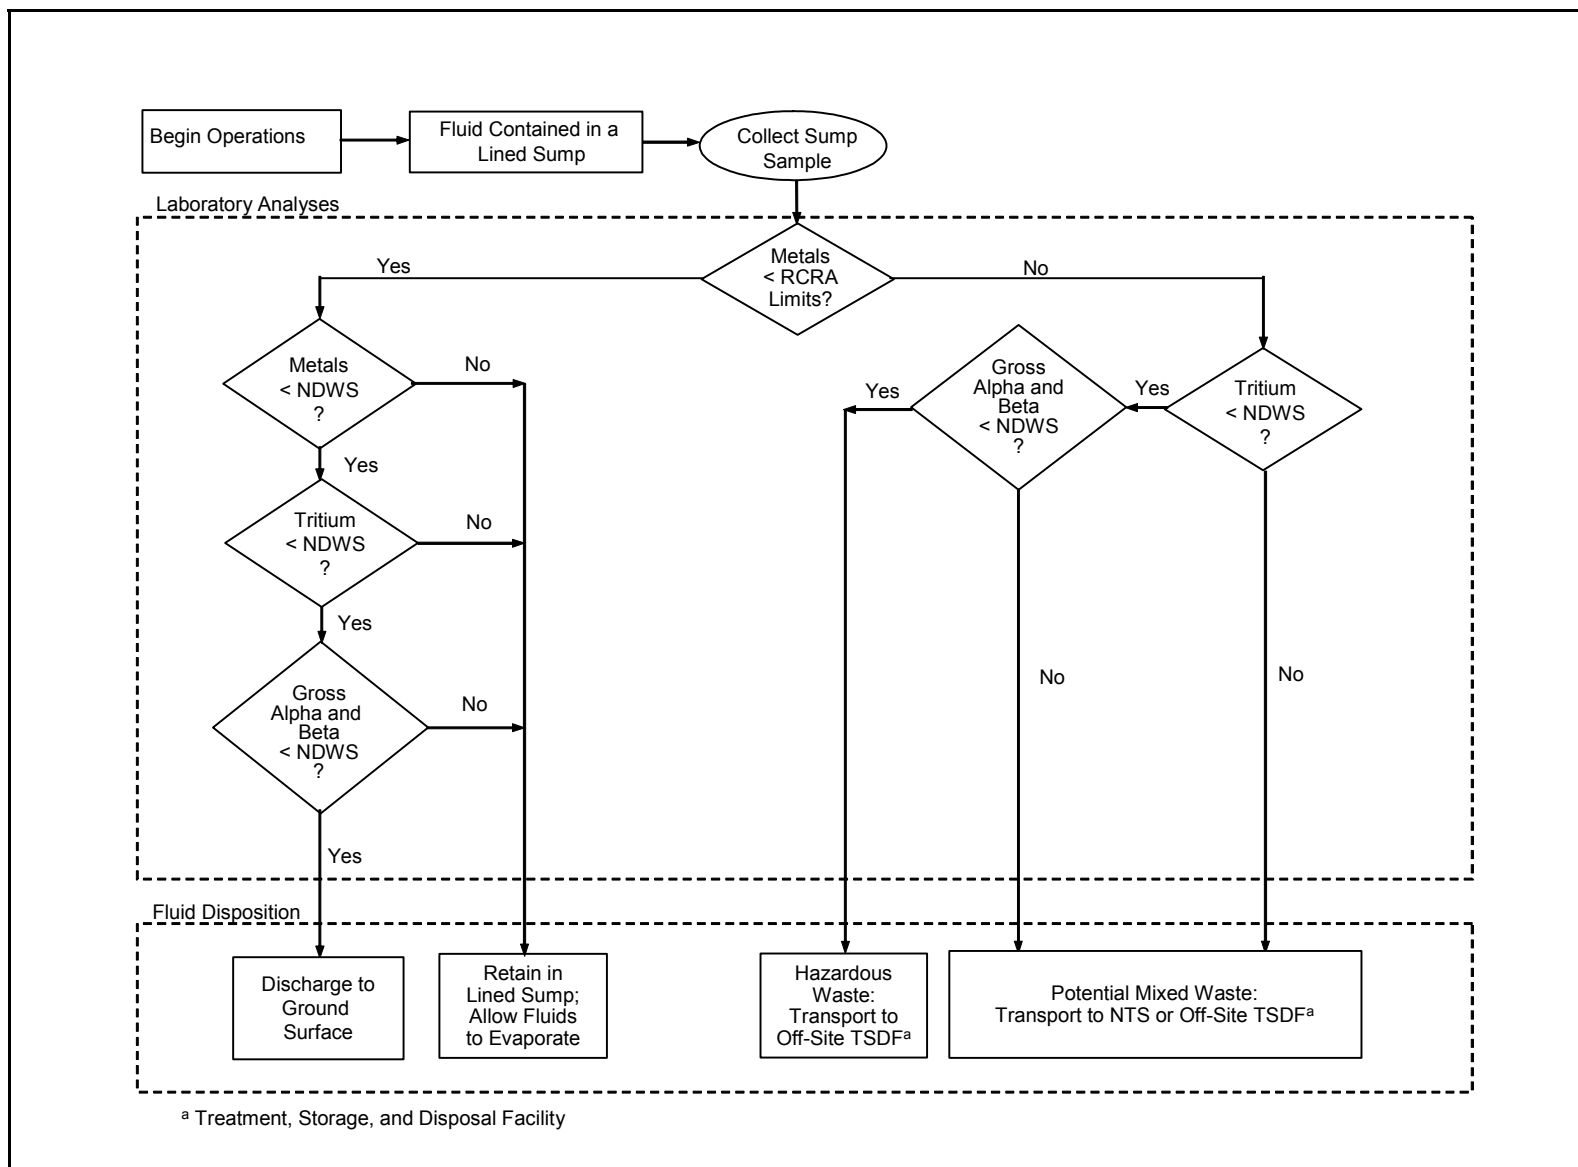 Begin Operations
Fluid Contained in a
Lined Sump
Collect Sump
Sample
Laboratory Analyses
Metals
< RCRA
Limits?
Yes
No
Metals
< NDWS
?
No
Yes
Tritium
< NDWS
?
No
Yes
Gross
Alpha and
Beta
< NDWS
?
No
Yes
Gross
Alpha and
Beta
< NDWS
?
Yes
Yes
Tritium
< NDWS
?
No
No
Fluid Disposition
Discharge to
Ground
Surface
Retain in
Lined Sump;
Allow Fluids
to Evaporate
Hazardous
Waste:
Transport to
Off-Site TSDFᵃ
Potential Mixed Waste:
Transport to NTS or Off-Site TSDFᵃ
ᵃ Treatment, Storage, and Disposal Facility